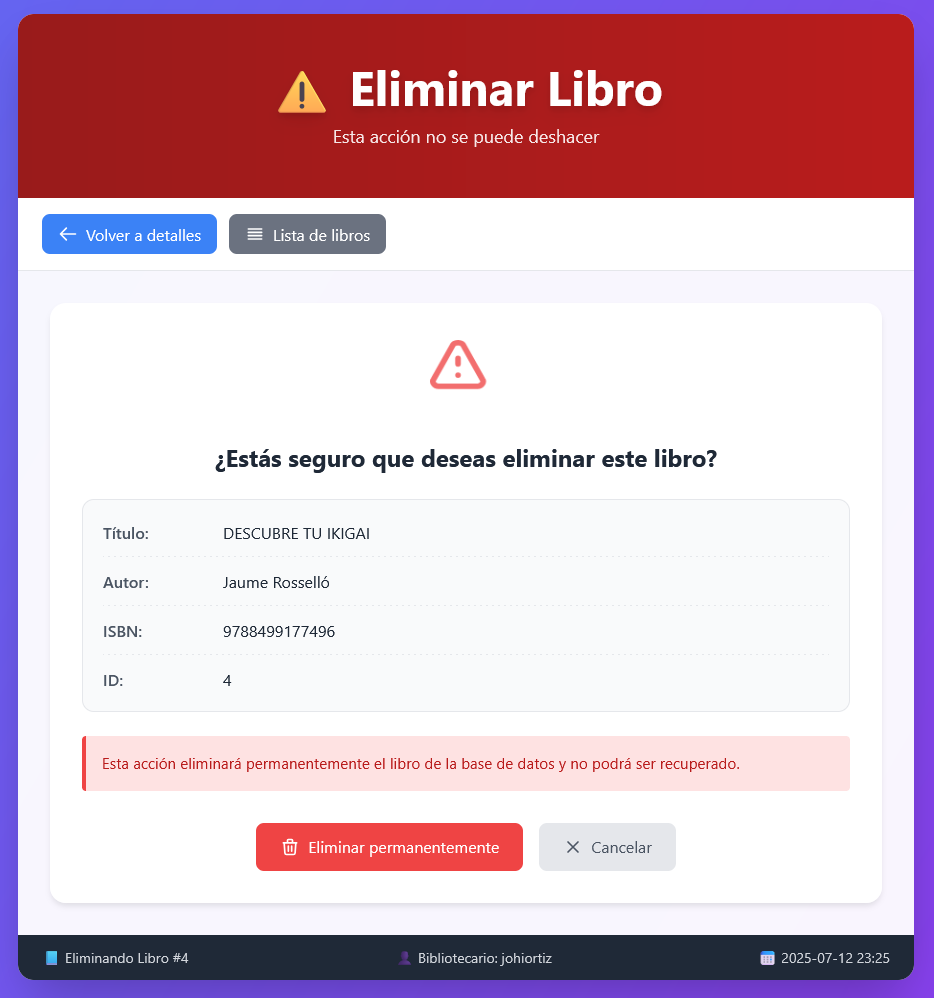 Eliminar Libro
Esta acción no se puede deshacer
Volver a detalles
Lista de libros
¿Estás seguro que deseas eliminar este libro?
Título: DESCUBRE TU IKIGAI
Autor: Jaume Rosselló
ISBN: 9788499177496
ID: 4
Esta acción eliminará permanentemente el libro de la base de datos y no podrá ser recuperado.
Eliminar permanentemente
Cancelar
Eliminando Libro #4
Bibliotecario: johiortiz
2025-07-12 23:25